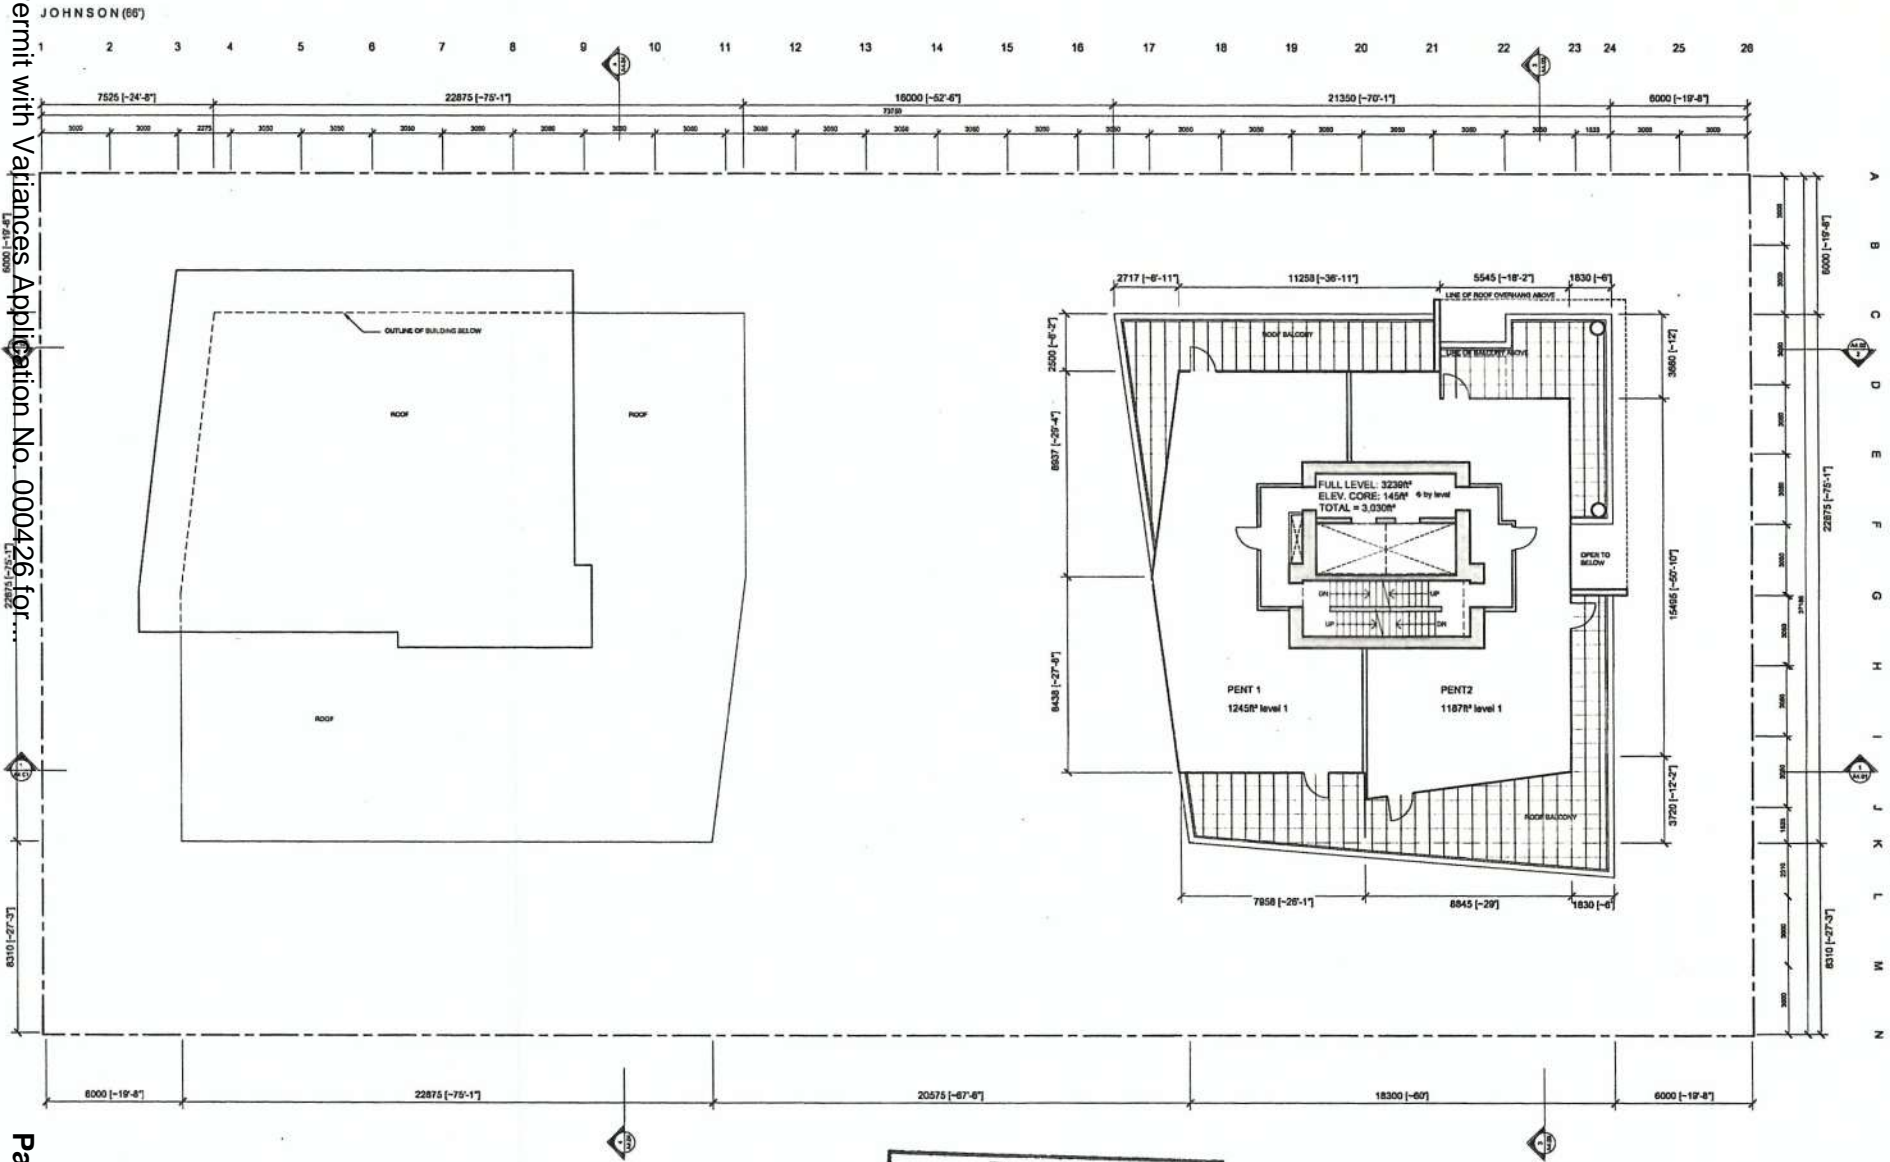 JOHNSON (66')
1 2 3 4 5 6 7 8 9 10 11 12 13 14 15 16 17 18 19 20 21 22 23 24 25 26
7525 [~24'-8"] 22875 [~75'-1"] 16000 [~52'-6"] 21350 [~70'-1"] 6000 [~19'-8"]
73750
ermit with Variances Application No. 000426 for...
Pa
OUTLINE OF BUILDING BELOW
ROOF
ROOF
ROOF
2717 [~8'-11"] 11258 [~36'-11"] 5545 [~18'-2"] 1830 [~6']
LINE OF ROOF OVERHANG ABOVE
ROOF BALCONY
LINE OF BALCONY ABOVE
2500 [~8'-2"]
8937 [~29'-4"]
8438 [~27'-8"]
FULL LEVEL: 3239ft²
ELEV. CORE: 145ft² 6 by level
TOTAL = 3,030ft²
OPEN TO
BELOW
DN UP
UP DN
PENT 1
1245ft² level 1
PENT2
1187ft² level 1
ROOF BALCONY
3660 [~12']
15495 [~50'-10"]
3720 [~12'-2"]
7958 [~26'-1"] 8845 [~29'] 1830 [~6']
6000 [~19'-8"]
22875 [~75'-1"]
8310 [~27'-3"]
A
B
C
D
E
F
G
H
I
J
K
L
M
N
6000 [~19'-8"]
22875 [~75'-1"]
8310 [~27'-3"]
6000 [~19'-8"] 22875 [~75'-1"] 20575 [~67'-6"] 18300 [~60'] 6000 [~19'-8"]